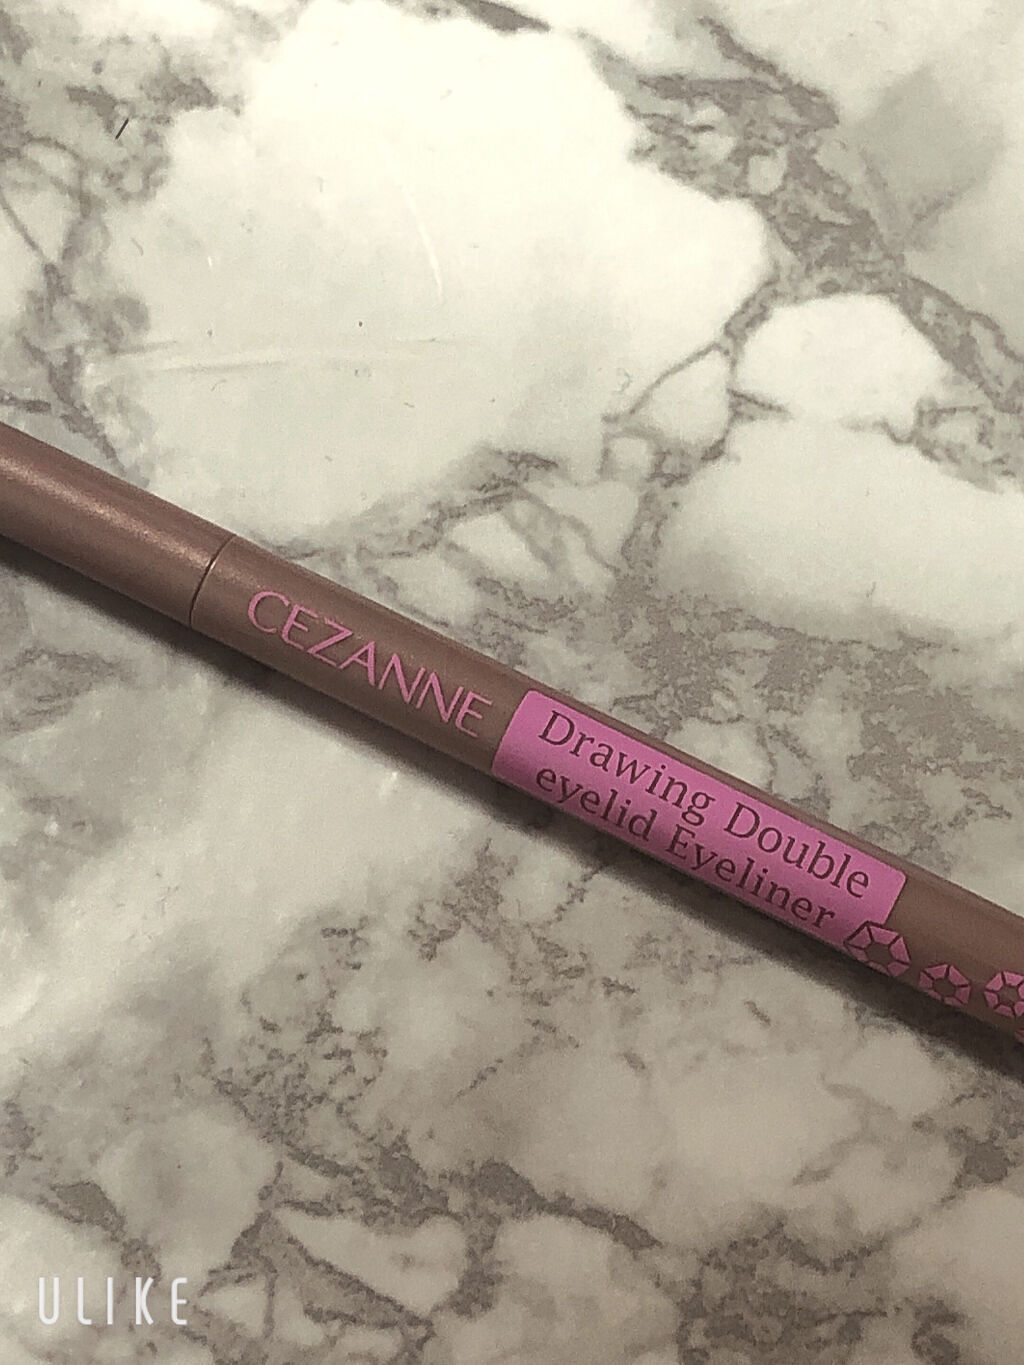 CEZANNE
Drawing Double
eyelid Eyeliner
ULIKE